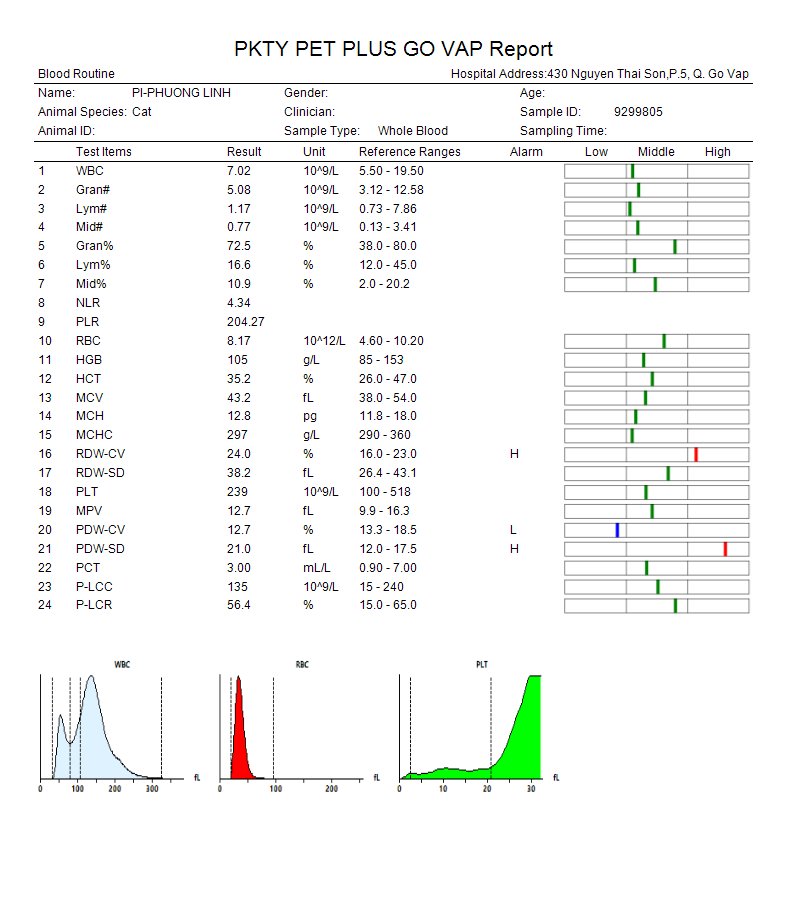 PKTY PET PLUS GO VAP Report
Blood Routine Hospital Address:430 Nguyen Thai Son,P.5, Q. Go Vap
Name: PI-PHUONG LINH Gender: Age:
Animal Species: Cat Clinician: Sample ID: 9299805
Animal ID: Sample Type: Whole Blood Sampling Time:
Test Items Result Unit Reference Ranges Alarm Low Middle High
1 WBC 7.02 10^9/L 5.50 - 19.50
2 Gran# 5.08 10^9/L 3.12 - 12.58
3 Lym# 1.17 10^9/L 0.73 - 7.86
4 Mid# 0.77 10^9/L 0.13 - 3.41
5 Gran% 72.5 % 38.0 - 80.0
6 Lym% 16.6 % 12.0 - 45.0
7 Mid% 10.9 % 2.0 - 20.2
8 NLR 4.34
9 PLR 204.27
10 RBC 8.17 10^12/L 4.60 - 10.20
11 HGB 105 g/L 85 - 153
12 HCT 35.2 % 26.0 - 47.0
13 MCV 43.2 fL 38.0 - 54.0
14 MCH 12.8 pg 11.8 - 18.0
15 MCHC 297 g/L 290 - 360
16 RDW-CV 24.0 % 16.0 - 23.0 H
17 RDW-SD 38.2 fL 26.4 - 43.1
18 PLT 239 10^9/L 100 - 518
19 MPV 12.7 fL 9.9 - 16.3
20 PDW-CV 12.7 % 13.3 - 18.5 L
21 PDW-SD 21.0 fL 12.0 - 17.5 H
22 PCT 3.00 mL/L 0.90 - 7.00
23 P-LCC 135 10^9/L 15 - 240
24 P-LCR 56.4 % 15.0 - 65.0
WBC RBC PLT
fL fL fL
0 100 200 300 0 100 200 0 10 20 30